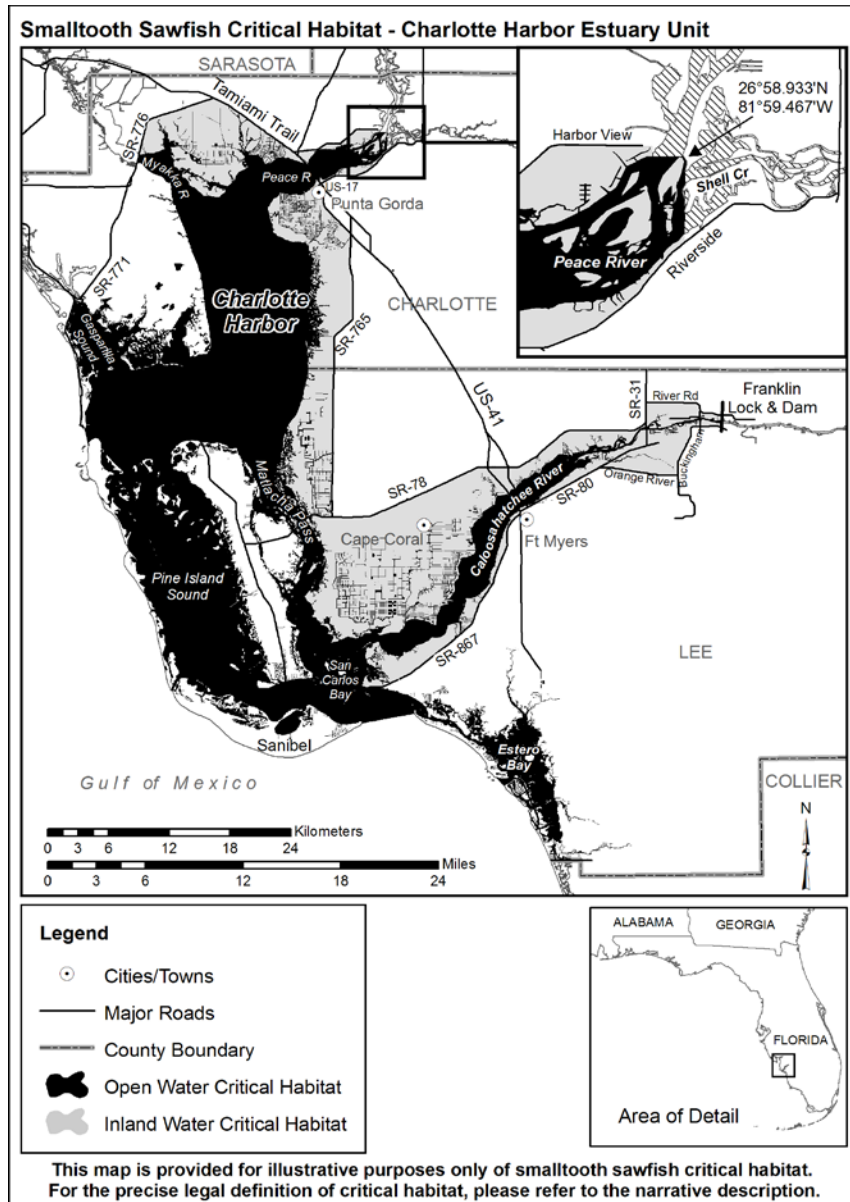 Smalltooth Sawfish Critical Habitat - Charlotte Harbor Estuary Unit
SARASOTA
Tamiami Trail
SR-776
Myakka R
Peace R
US-17
Punta Gorda
26°58.933'N
81°59.467'W
Harbor View
Shell Cr
Peace River
Riverside
SR-771
Gasparilla
Sound
Charlotte
Harbor
CHARLOTTE
SR-765
US-41
SR-31
River Rd
Franklin
Lock & Dam
Buckingham
Orange River
SR-80
SR-78
Matlacha Pass
Caloosahatchee River
Cape Coral
Ft Myers
Pine Island
Sound
SR-867
LEE
San
Carlos
Bay
Sanibel
Estero
Bay
Gulf of Mexico
COLLIER
N
Kilometers
0 3 6 12 18 24
Miles
0 3 6 12 18 24
Legend
Cities/Towns
Major Roads
County Boundary
Open Water Critical Habitat
Inland Water Critical Habitat
ALABAMA
GEORGIA
FLORIDA
Area of Detail
This map is provided for illustrative purposes only of smalltooth sawfish critical habitat.
For the precise legal definition of critical habitat, please refer to the narrative description.